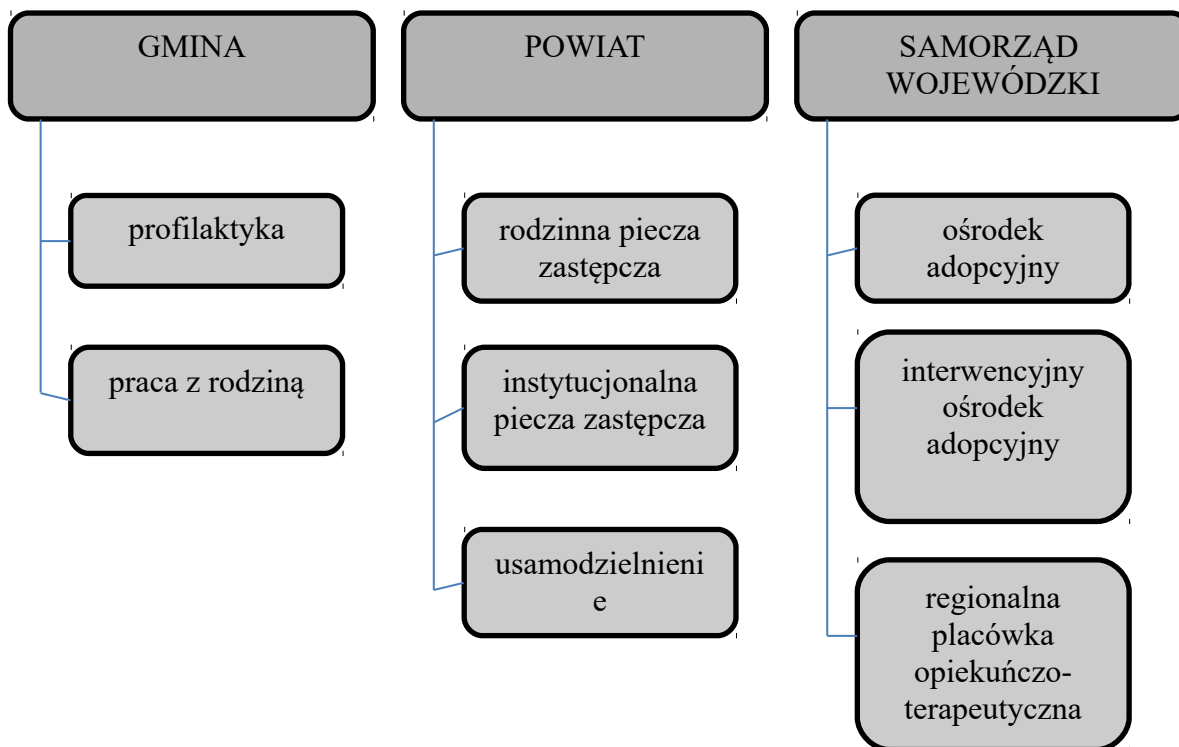 GMINA
profilaktyka
praca z rodziną
POWIAT
rodzinna piecza
zastępcza
instytucjonalna
piecza zastępcza
usamodzielnieni
e
SAMORZĄD
WOJEWÓDZKI
ośrodek
adopcyjny
interwencyjny
ośrodek
adopcyjny
regionalna
placówka
opiekuńczo-
terapeutyczna